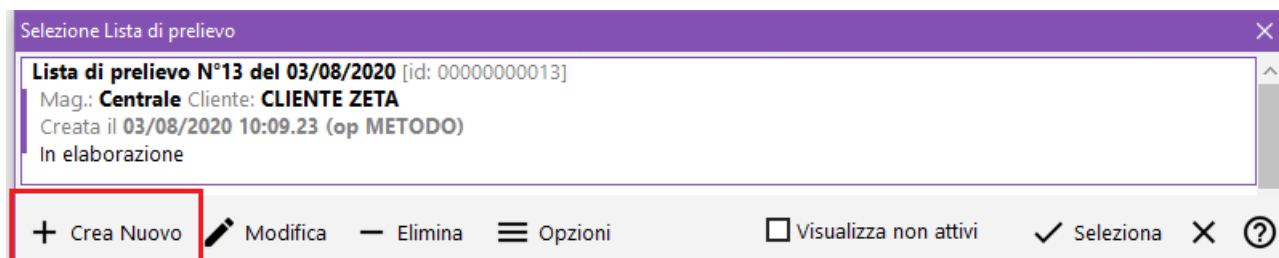 Selezione Lista di prelievo
Lista di prelievo N°13 del 03/08/2020 [id: 00000000013]
Mag.: Centrale Cliente: CLIENTE ZETA
Creata il 03/08/2020 10:09.23 (op METODO)
In elaborazione
Crea Nuovo Modifica Elimina Opzioni Visualizza non attivi Seleziona